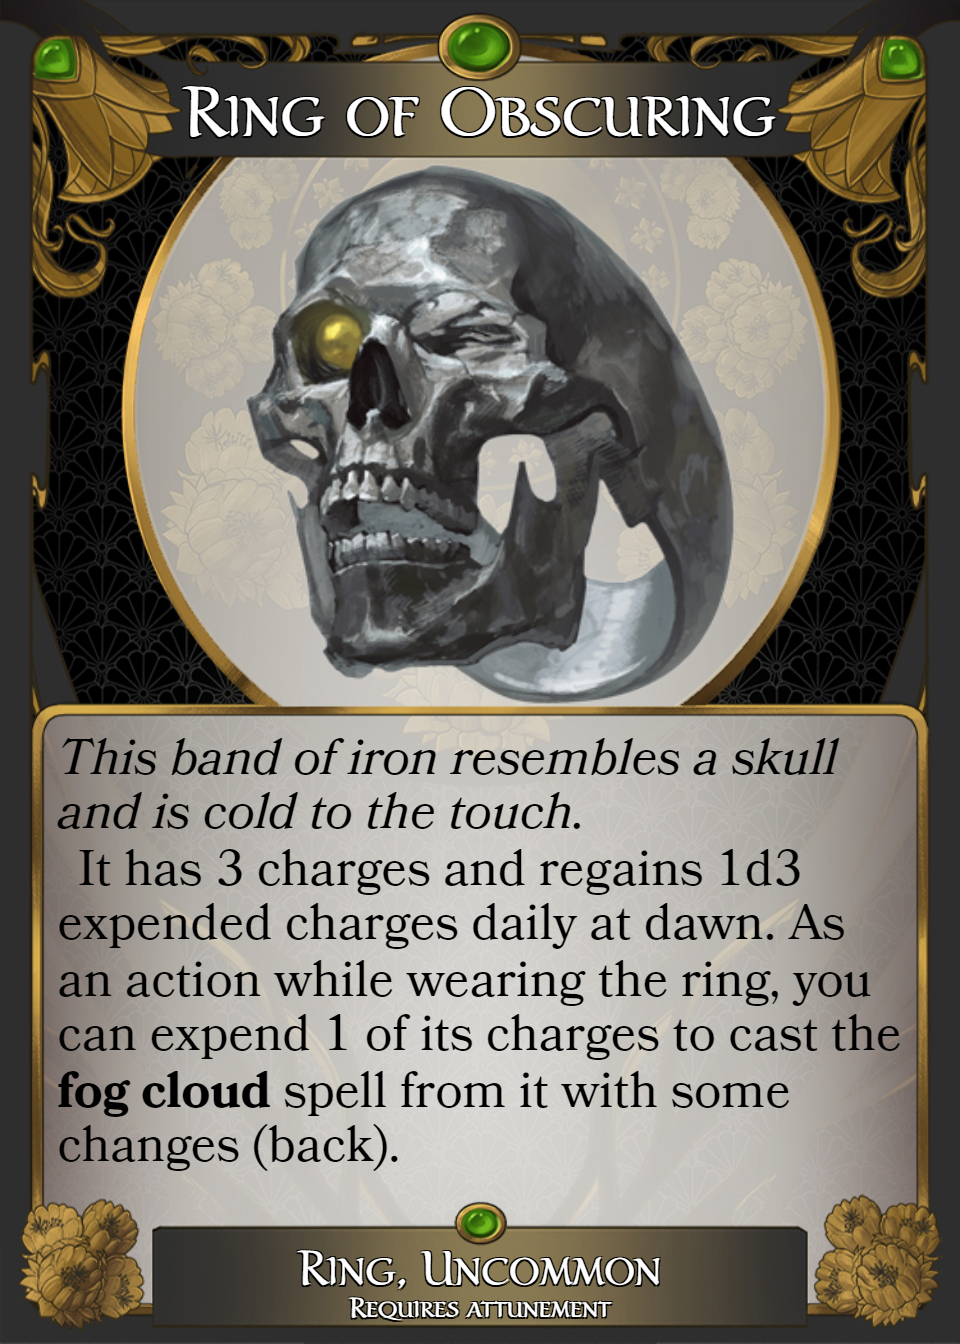 Ring of Obscuring
This band of iron resembles a skull
and is cold to the touch.
It has 3 charges and regains 1d3
expended charges daily at dawn. As
an action while wearing the ring, you
can expend 1 of its charges to cast the
fog cloud spell from it with some
changes (back).
Ring, Uncommon
Requires attunement